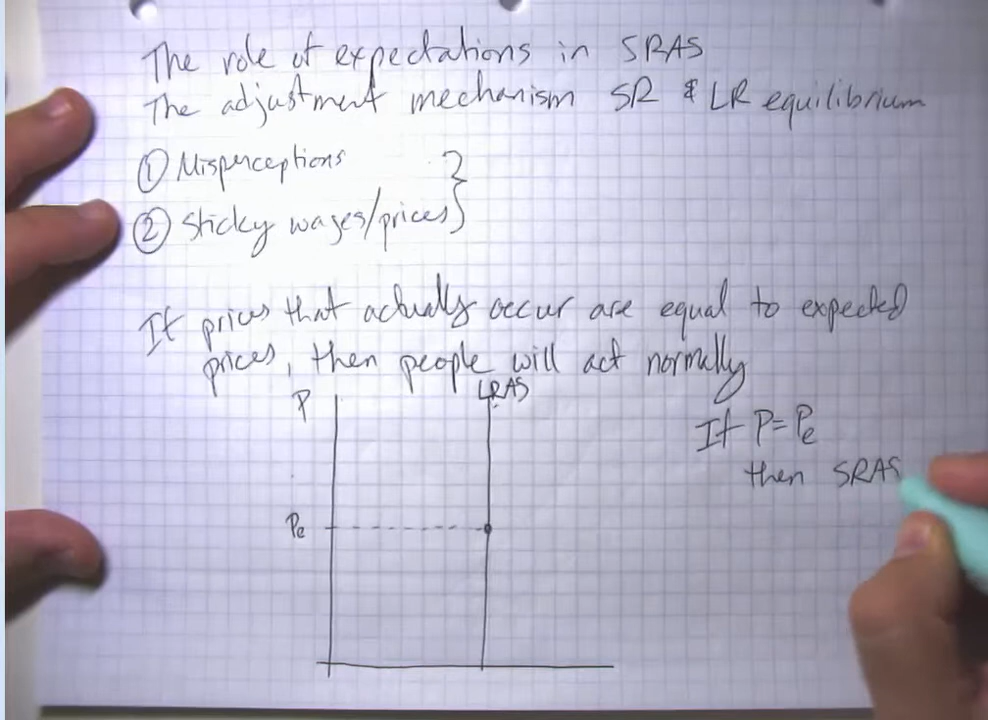 The role of expectations in SRAS
The adjustment mechanism SR & LR equilibrium
① Misperceptions
② Sticky wages/prices}
If prices that actually occur are equal to expected
prices, then people will act normally
P
LRAS
If P=Pe
then SRAS
Pe